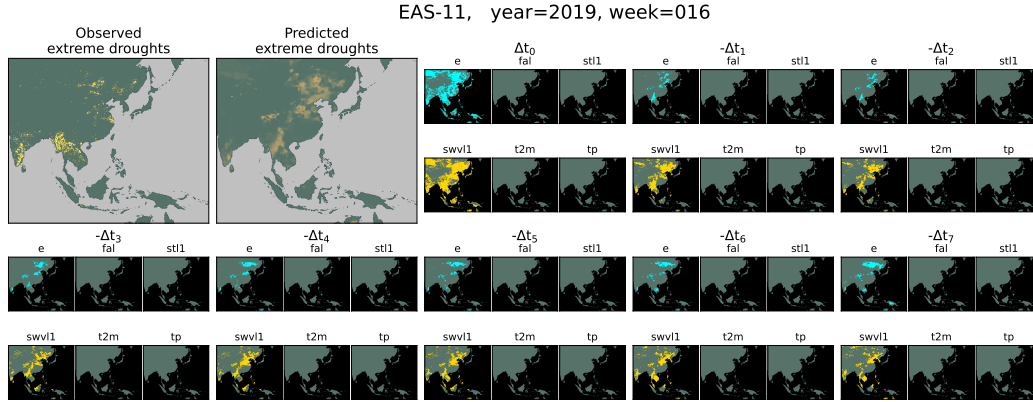 EAS-11,   year=2019, week=016
Observed
extreme droughts
Predicted
extreme droughts
Δt0
e fal stl1
swvl1 t2m tp
-Δt1
e fal stl1
swvl1 t2m tp
-Δt2
e fal stl1
swvl1 t2m tp
-Δt3
e fal stl1
swvl1 t2m tp
-Δt4
e fal stl1
swvl1 t2m tp
-Δt5
e fal stl1
swvl1 t2m tp
-Δt6
e fal stl1
swvl1 t2m tp
-Δt7
e fal stl1
swvl1 t2m tp